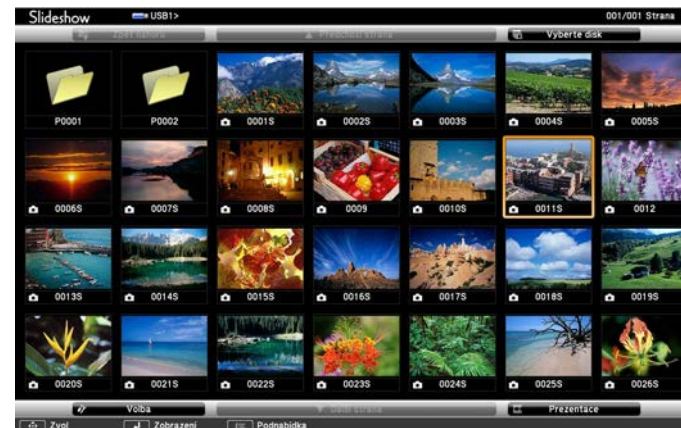 Slideshow USB1> 001/001 Strana
Zpět nahoru Předchozí strana Vyberte disk
P0001 P0002 0001S 0002S 0003S 0004S 0005S
0006S 0007S 0008S 0009 0010S 0011S 0012
0013S 0014S 0015S 0016S 0017S 0018S 0019S
0020S 0021S 0022S 0023S 0024S 0025S 0026S
Volba Další strana Prezentace
Zvol Zobrazení Podnabídka